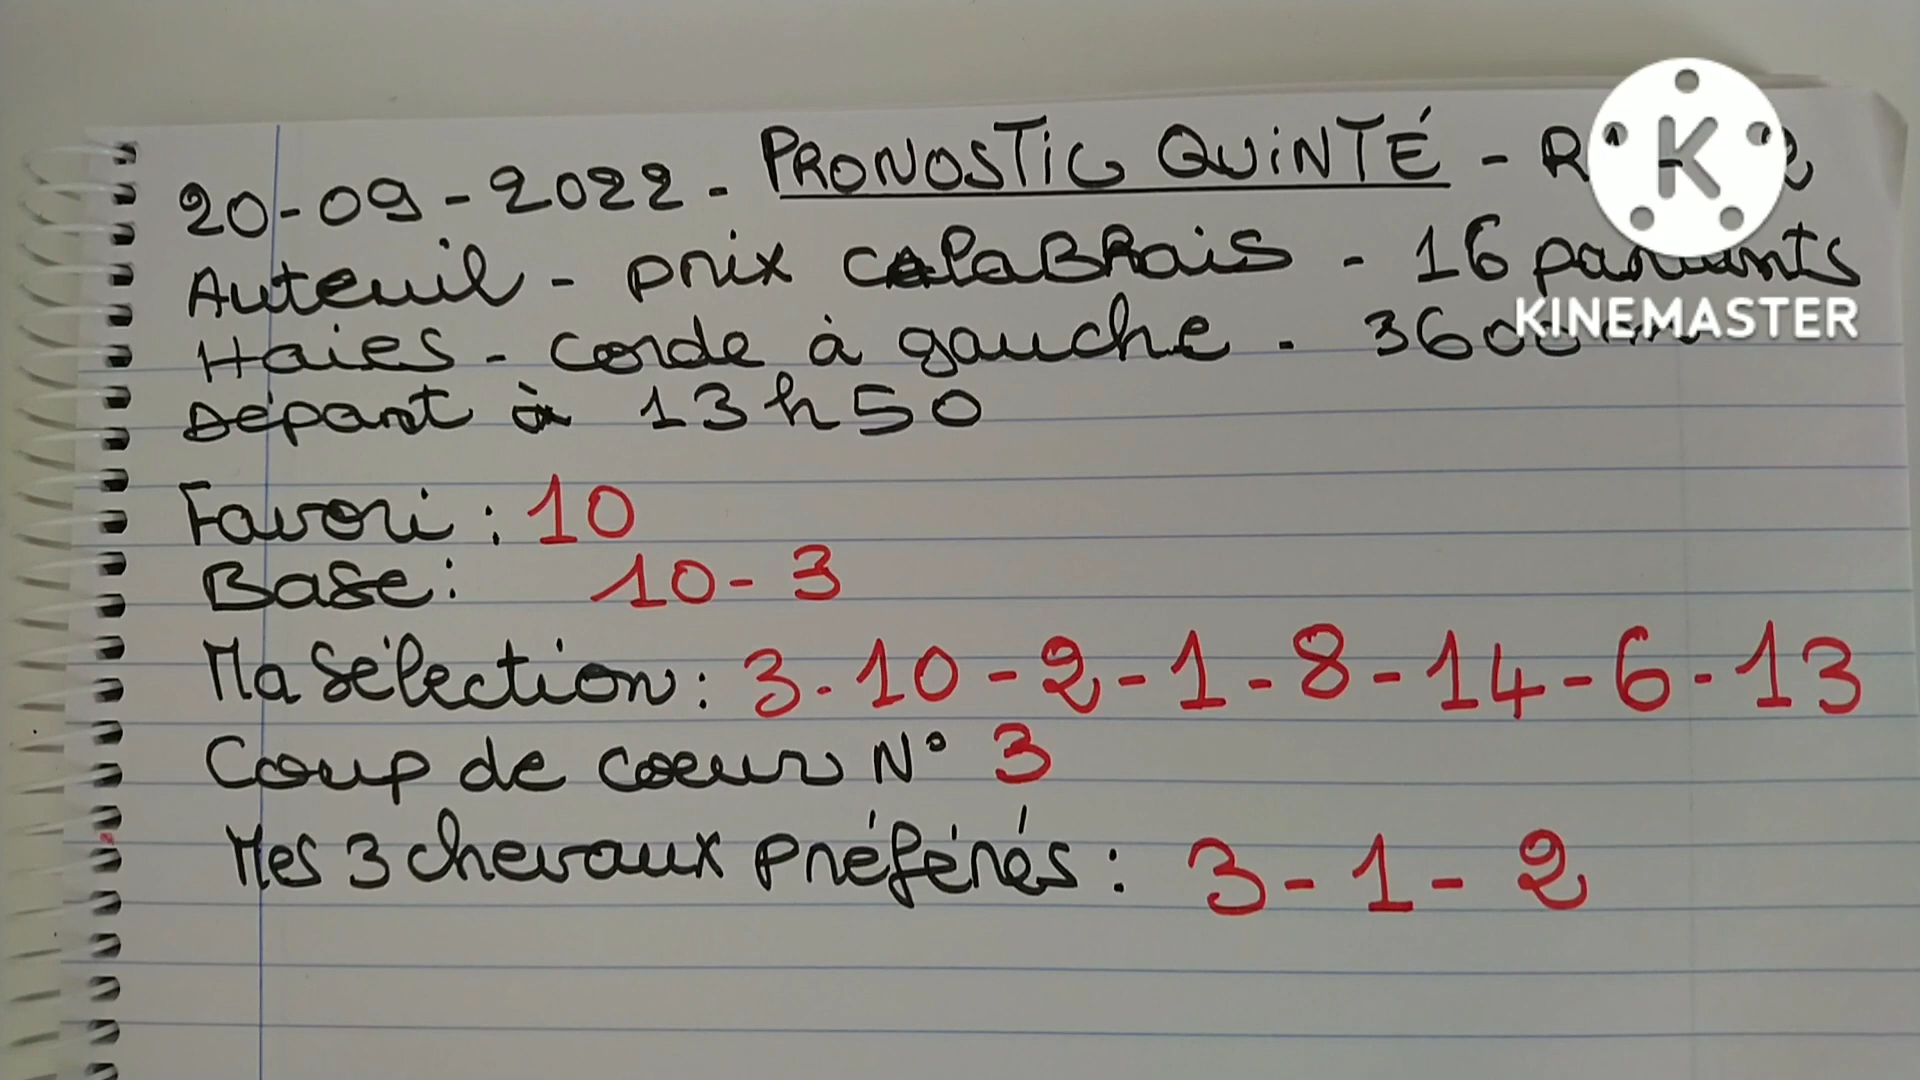 20-09-2022 - PRONOSTIC QUINTÉ -
Auteuil - prix CALABRAis - 16 partants
Haies - corde à gauche - 3600m
Départ à 13h50
Favori : 10
Base : 10 - 3
Ma Sélection : 3 - 10 - 2 - 1 - 8 - 14 - 6 - 13
Coup de coeur N° 3
Mes 3 chevaux préférés : 3 - 1 - 2
K
KINEMASTER